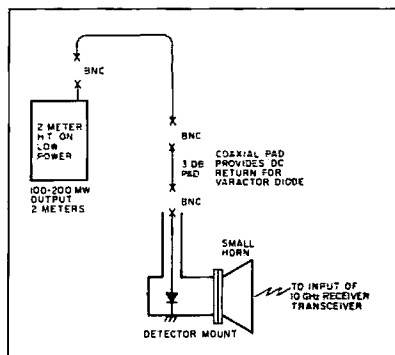 BNC
2 METER
H.T. ON
LOW
POWER
100-200 MW
OUTPUT
2 METERS
BNC
3 DB
PAD
COAXIAL PAD
PROVIDES DC
RETURN FOR
VARACTOR DIODE
BNC
SMALL
HORN
TO INPUT OF
10 GHz RECEIVER
TRANSCEIVER
DETECTOR MOUNT